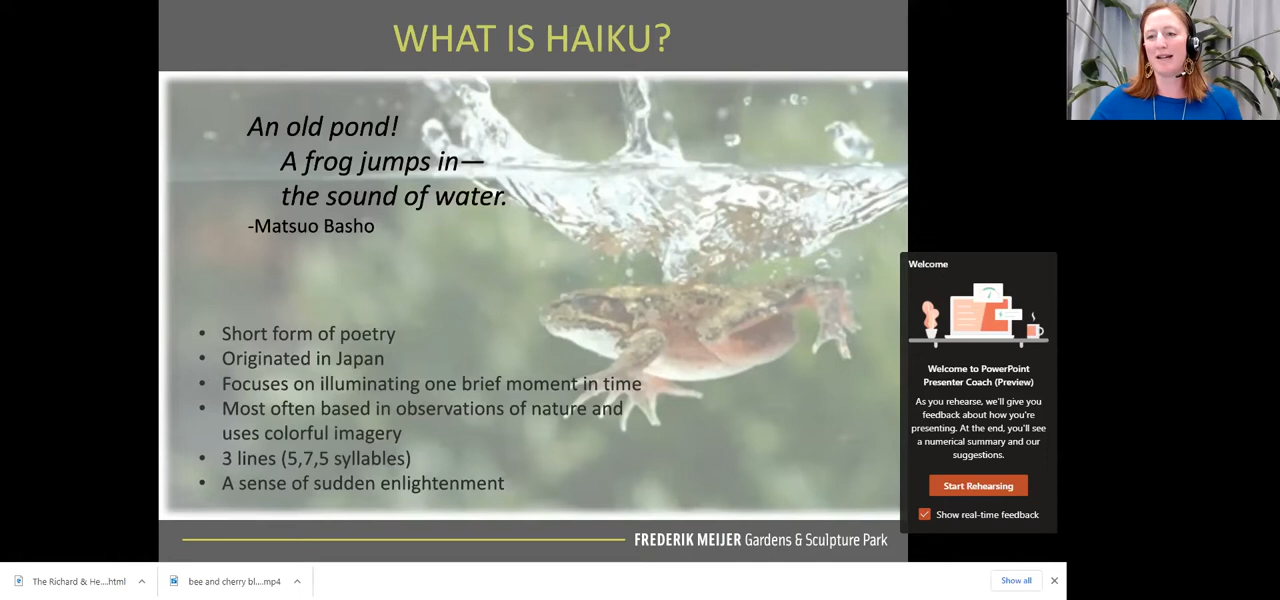 WHAT IS HAIKU?
An old pond!
A frog jumps in—
the sound of water.
-Matsuo Basho
• Short form of poetry
• Originated in Japan
• Focuses on illuminating one brief moment in time
• Most often based in observations of nature and
uses colorful imagery
• 3 lines (5,7,5 syllables)
• A sense of sudden enlightenment
FREDERIK MEIJER Gardens & Sculpture Park
Welcome
Welcome to PowerPoint
Presenter Coach (Preview)
As you rehearse, we'll give you
feedback about how you're
presenting. At the end, you'll see
a numerical summary and our
suggestions.
Start Rehearsing
Show real-time feedback
The Richard & He....html
bee and cherry bl....mp4
Show all